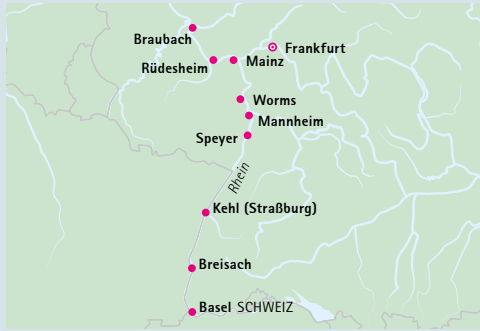 Braubach
Frankfurt
Rüdesheim
Mainz
Worms
Mannheim
Speyer
Rhein
Kehl (Straßburg)
Breisach
Basel SCHWEIZ